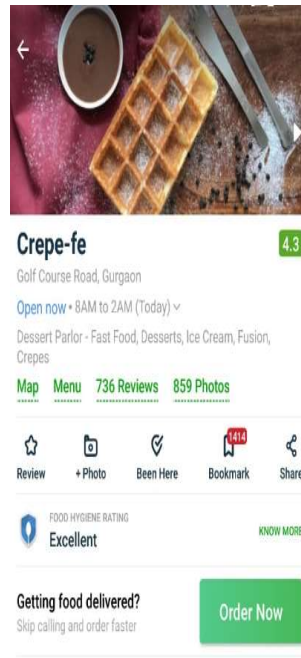 Crepe-fe
4.3
Golf Course Road, Gurgaon
Open now • 8AM to 2AM (Today)
Dessert Parlor - Fast Food, Desserts, Ice Cream, Fusion,
Crepes
Map Menu 736 Reviews 859 Photos
1414
Review + Photo Been Here Bookmark Share
FOOD HYGIENE RATING
Excellent
KNOW MORE
Getting food delivered?
Skip calling and order faster
Order Now